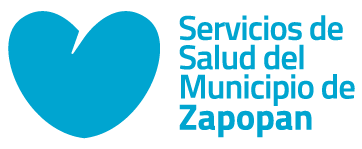 Servicios de
Salud del
Municipio de
Zapopan